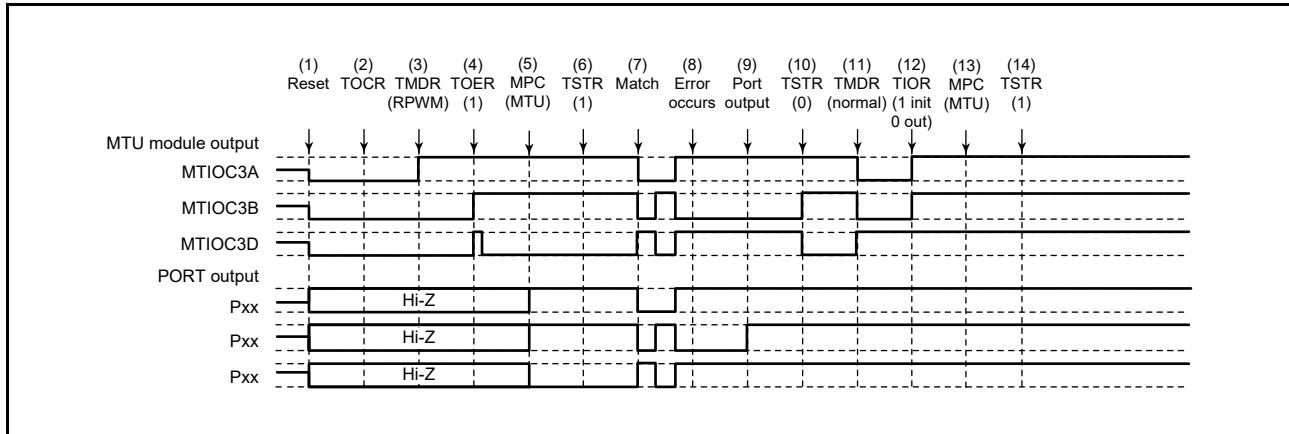 (1) (2) (3) (4) (5) (6) (7) (8) (9) (10) (11) (12) (13) (14)
Reset TOCR TMDR TOER MPC TSTR Match Error Port TSTR TMDR TIOR MPC TSTR
(RPWM) (1) (MTU) (1) occurs output (0) (normal) (1 init (MTU) (1)
0 out)
MTU module output
MTIOC3A
MTIOC3B
MTIOC3D
PORT output
Pxx Hi-Z
Pxx Hi-Z
Pxx Hi-Z